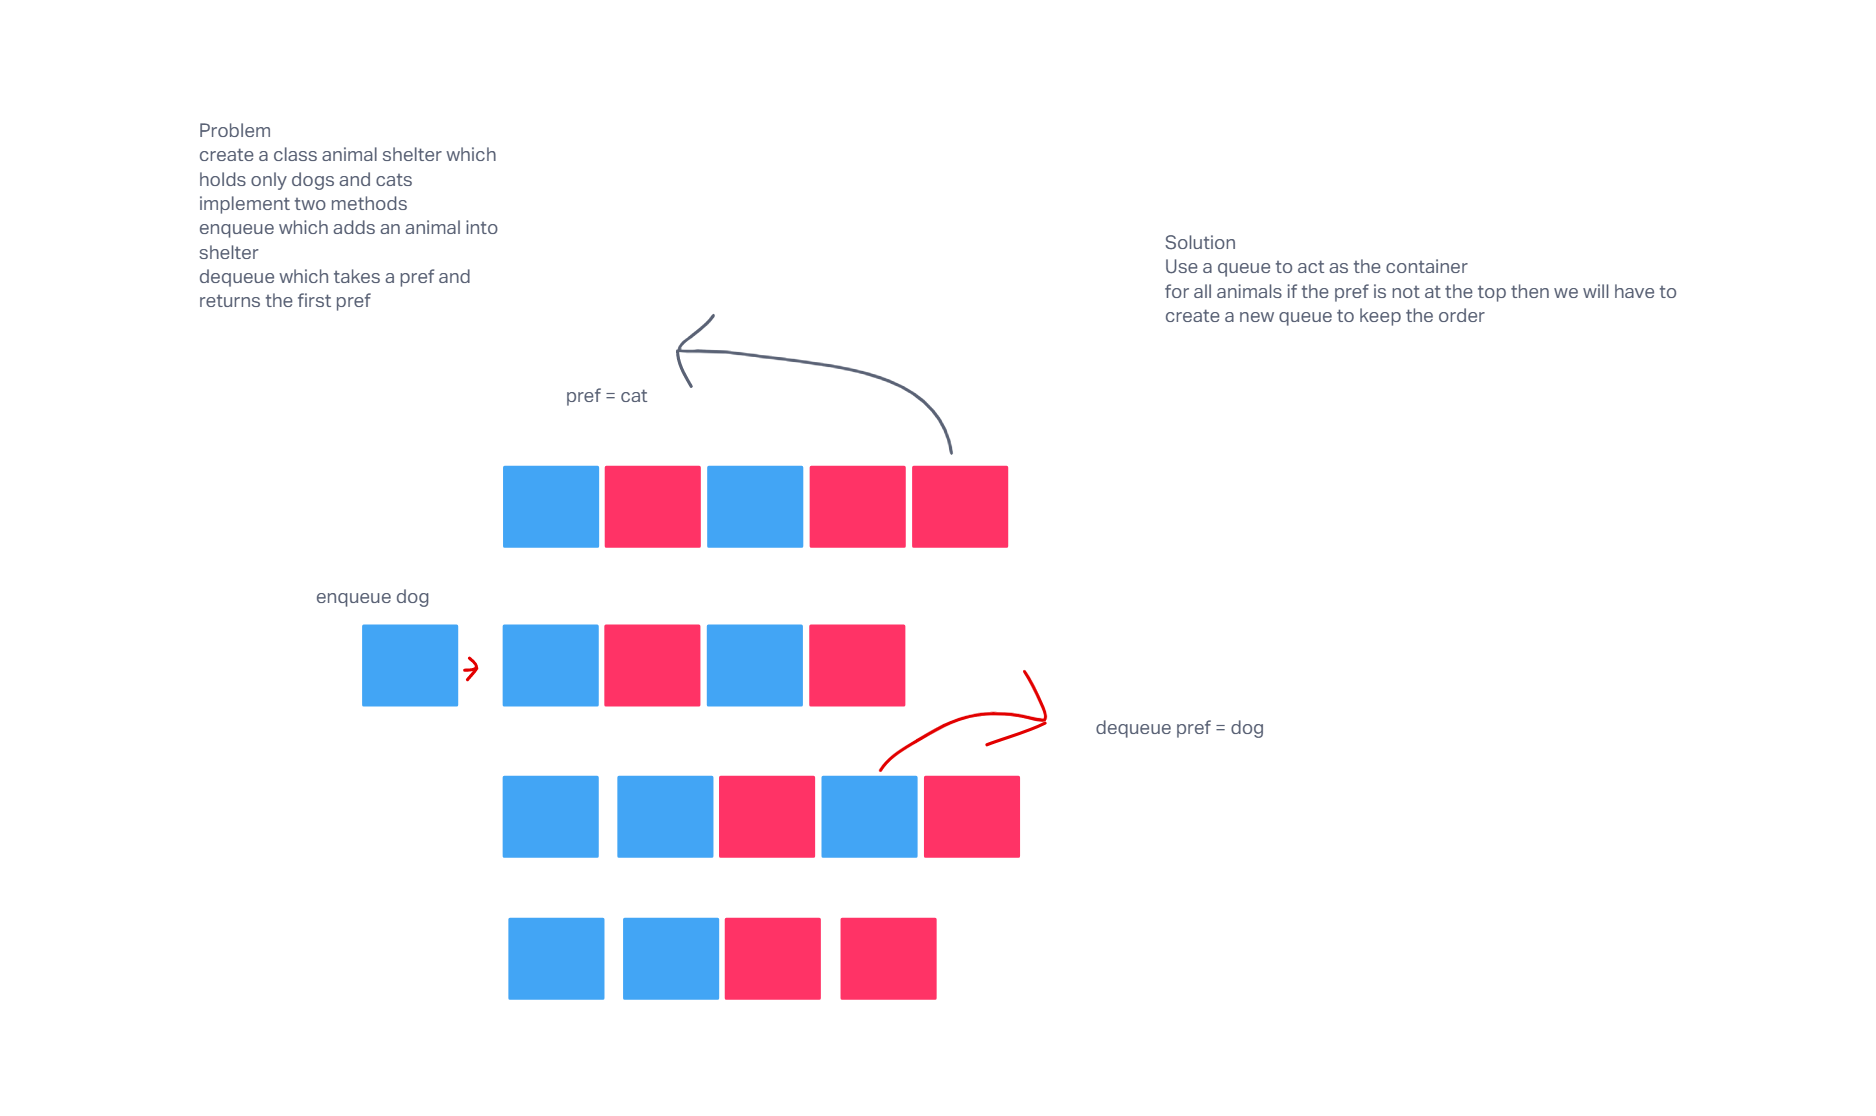 Problem
create a class animal shelter which
holds only dogs and cats
implement two methods
enqueue which adds an animal into
shelter
dequeue which takes a pref and
returns the first pref
Solution
Use a queue to act as the container
for all animals if the pref is not at the top then we will have to
create a new queue to keep the order
pref = cat
enqueue dog
dequeue pref = dog